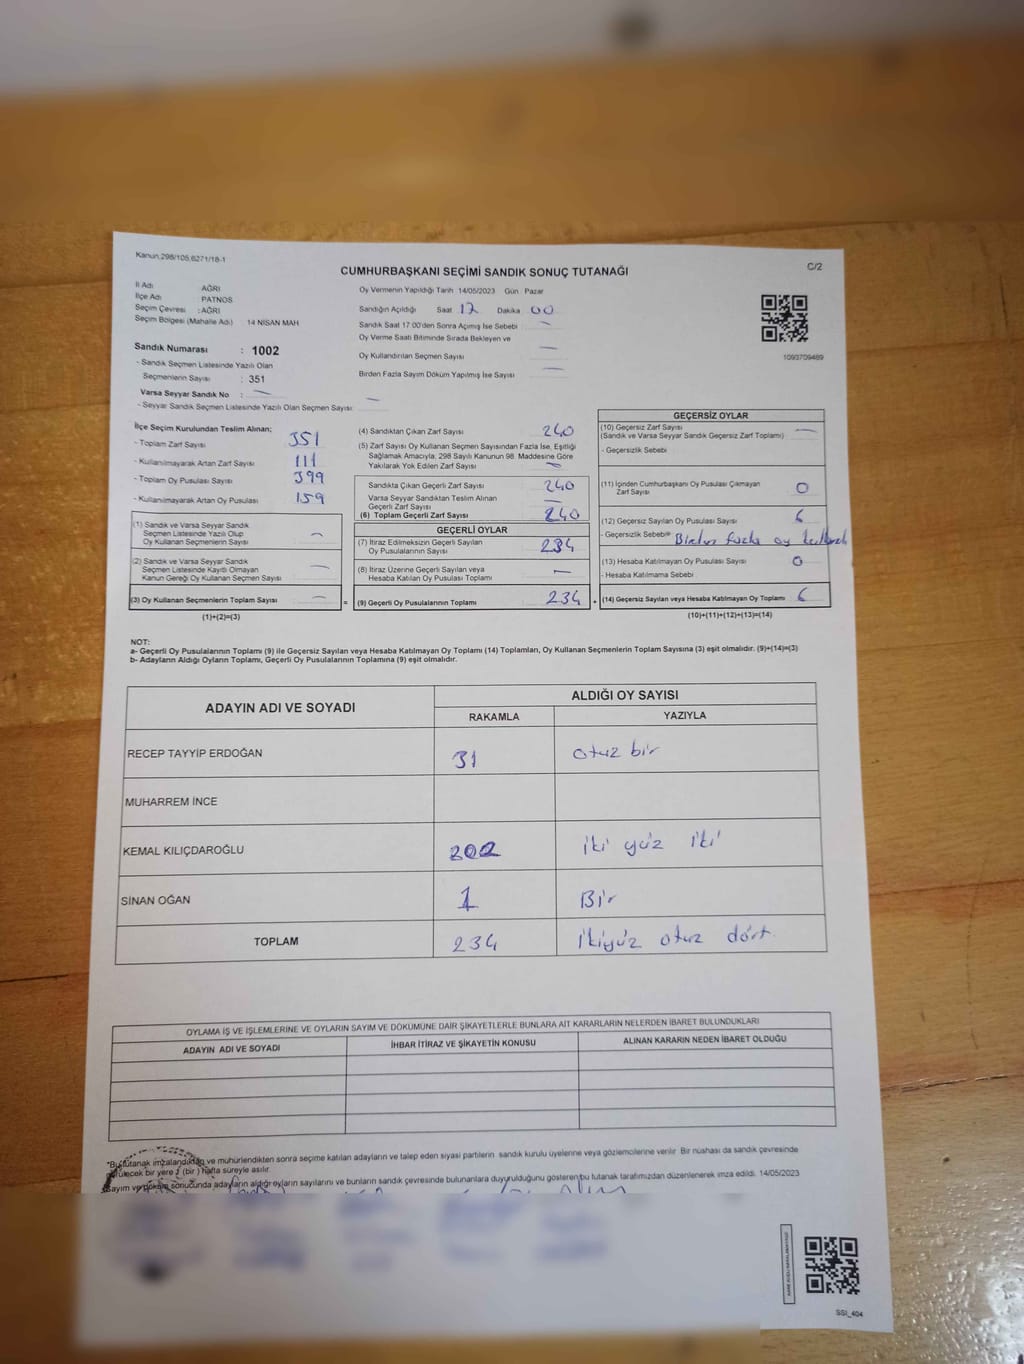 Kanun 298/105,6271/18-1
CUMHURBAŞKANI SEÇİMİ SANDIK SONUÇ TUTANAĞI
C/2
İl Adı AĞRI
İlçe Adı PATNOS
Seçim Çevresi : AĞRI
Seçim Bölgesi (Mahalle Adı) 14 NİSAN MAH
Sandık Numarası : 1002
- Sandık Seçmen Listesinde Yazılı Olan
Seçmenlerin Sayısı : 351
Varsa Seyyar Sandık No : —
- Seyyar Sandık Seçmen Listesinde Yazılı Olan Seçmen Sayısı: —
Oy Vermenin Yapıldığı Tarih 14/05/2023 Gün Pazar
Sandığın Açıldığı Saat 17 Dakika 00
Sandık Saat 17.00'den Sonra Açımış İse Sebebi —
Oy Verme Saati Bitiminde Sırada Bekleyen ve
Oy Kullandırılan Seçmen Sayısı —
Birden Fazla Sayım Döküm Yapılmış İse Sayısı —
1093709469
İlçe Seçim Kurulundan Teslim Alınan;
- Toplam Zarf Sayısı 351
- Kullanılmayarak Artan Zarf Sayısı 111
- Toplam Oy Pusulası Sayısı 399
- Kullanılmayarak Artan Oy Pusulası 159
(1) Sandık ve Varsa Seyyar Sandık
Seçmen Listesinde Yazılı Olup
Oy Kullanan Seçmenlerin Sayısı —
(2) Sandık ve Varsa Seyyar Sandık
Seçmen Listesinde Kayıtlı Olmayan
Kanun Gereği Oy Kullanan Seçmen Sayısı —
(3) Oy Kullanan Seçmenlerin Toplam Sayısı — =
(1)+(2)=(3)
(4) Sandıktan Çıkan Zarf Sayısı 240
(5) Zarf Sayısı Oy Kullanan Seçmen Sayısından Fazla İse, Eşitliği
Sağlamak Amacıyla, 298 Sayılı Kanunun 98. Maddesine Göre
Yakılarak Yok Edilen Zarf Sayısı —
Sandıkta Çıkan Geçerli Zarf Sayısı 240
Varsa Seyyar Sandıktan Teslim Alınan
Geçerli Zarf Sayısı —
(6) Toplam Geçerli Zarf Sayısı 240
GEÇERLİ OYLAR
(7) İtiraz Edilmeksizin Geçerli Sayılan
Oy Pusulalarının Sayısı 234
(8) İtiraz Üzerine Geçerli Sayılan veya
Hesaba Katılan Oy Pusulası Toplamı —
(9) Geçerli Oy Pusulalarının Toplamı 234 +
GEÇERSİZ OYLAR
(10) Geçersiz Zarf Sayısı
(Sandık ve Varsa Seyyar Sandık Geçersiz Zarf Toplamı) —
- Geçersizlik Sebebi
(11) İçinden Cumhurbaşkanı Oy Pusulası Çıkmayan
Zarf Sayısı 0
(12) Geçersiz Sayılan Oy Pusulası Sayısı 6
- Geçersizlik Sebebi Birden fazla oy
(13) Hesaba Katılmayan Oy Pusulası Sayısı 0
- Hesaba Katılmama Sebebi
(14) Geçersiz Sayılan veya Hesaba Katılmayan Oy Toplamı 6
(10)+(11)+(12)+(13)=(14)
NOT:
a- Geçerli Oy Pusulalarının Toplamı (9) ile Geçersiz Sayılan veya Hesaba Katılmayan Oy Toplamı (14) Toplamları, Oy Kullanan Seçmenlerin Toplam Sayısına (3) eşit olmalıdır. (9)+(14)=(3)
b- Adayların Aldığı Oyların Toplamı, Geçerli Oy Pusulalarının Toplamına (9) eşit olmalıdır.
ADAYIN ADI VE SOYADI
ALDIĞI OY SAYISI
RAKAMLA YAZIYLA
RECEP TAYYİP ERDOĞAN 31 otuz bir
MUHARREM İNCE
KEMAL KILIÇDAROĞLU 202 iki yüz iki
SİNAN OĞAN 1 Bir
TOPLAM 234 ikiyüz otuz dört
OYLAMA İŞ VE İŞLEMLERİNE VE OYLARIN SAYIM VE DÖKÜMÜNE DAİR ŞİKAYETLERLE BUNLARA AİT KARARLARIN NELERDEN İBARET BULUNDUKLARI
ADAYIN ADI VE SOYADI İHBAR İTİRAZ VE ŞİKAYETİN KONUSU ALINAN KARARIN NEDEN İBARET OLDUĞU
*Bu tutanak imzalandıktan ve mühürlendikten sonra seçime katılan adayların ve talep eden siyasi partilerin sandık kurulu üyelerine veya gözlemcilerine verilir. Bir nüshası da sandık çevresinde
görülecek bir yere 1 (bir) hafta süreyle asılır.
Sayım ve döküm sonucunda adayların aldığı oyların sayılarını ve bunların sandık çevresinde bulunanlara duyurulduğunu gösteren bu tutanak tarafımızdan düzenlenerek imza edildi. 14/05/2023
SSI_404